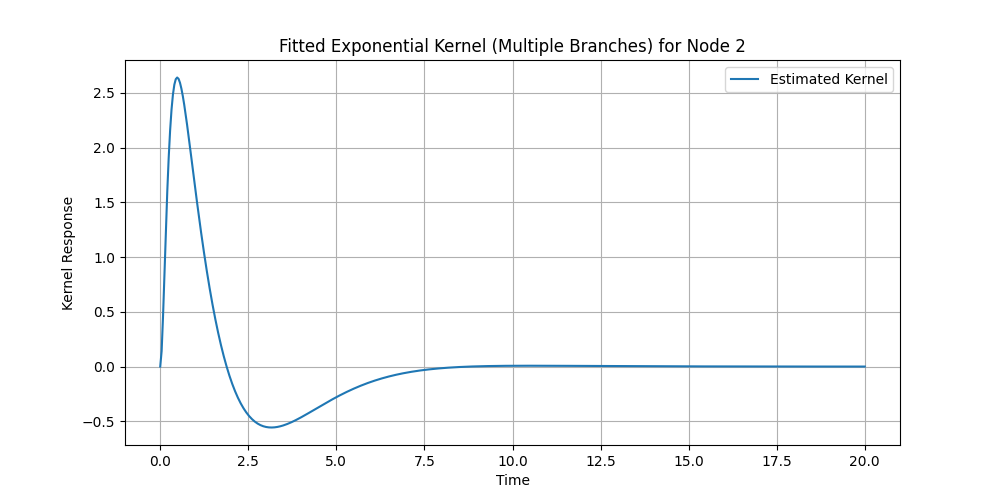 Fitted Exponential Kernel (Multiple Branches) for Node 2
Estimated Kernel
Kernel Response
2.5
2.0
1.5
1.0
0.5
0.0
−0.5
0.0 2.5 5.0 7.5 10.0 12.5 15.0 17.5 20.0
Time